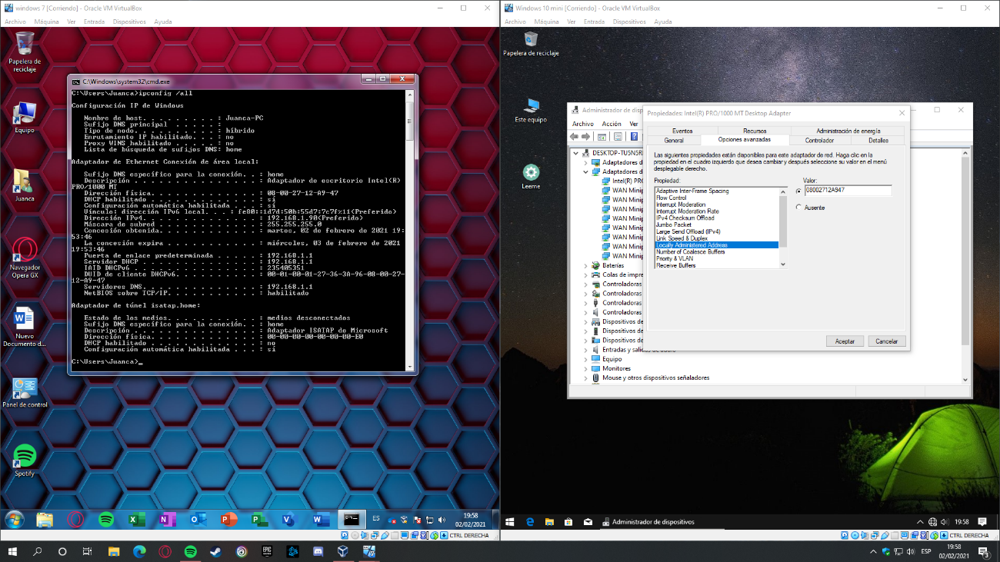 windows 7 [Corriendo] - Oracle VM VirtualBox
Archivo Máquina Ver Entrada Dispositivos Ayuda
Papelera de
reciclaje
Equipo
Juanca
Navegador
Opera GX
Nuevo
Documento d...
Panel de control
Spotify
C:\Windows\system32\cmd.exe
C:\Users\Juanca>ipconfig /all
Configuración IP de Windows
Nombre de host. . . . . . . . . : Juanca-PC
Sufijo DNS principal . . . . . :
Tipo de nodo. . . . . . . . . . : híbrido
Enrutamiento IP habilitado. . . : no
Proxy WINS habilitado . . . . . : no
Lista de búsqueda de sufijos DNS: home
Adaptador de Ethernet Conexión de área local:
Sufijo DNS específico para la conexión. . : home
Descripción . . . . . . . . . . . . . . . : Adaptador de escritorio Intel(R)
PRO/1000 MT
Dirección física. . . . . . . . . . . . . : 08-00-27-12-A9-47
DHCP habilitado . . . . . . . . . . . . . : sí
Configuración automática habilitada . . . : sí
Vínculo: dirección IPv6 local. . . : fe80::1d7d:50b:55d7:7c7f%11(Preferido)
Dirección IPv4. . . . . . . . . . . . . . : 192.168.1.90(Preferido)
Máscara de subred . . . . . . . . . . . . : 255.255.255.0
Concesión obtenida. . . . . . . . . . . . : martes, 02 de febrero de 2021 19:
53:46
La concesión expira . . . . . . . . . . . : miércoles, 03 de febrero de 2021
19:53:46
Puerta de enlace predeterminada . . . . . : 192.168.1.1
Servidor DHCP . . . . . . . . . . . . . . : 192.168.1.1
IAID DHCPv6 . . . . . . . . . . . . . . . : 235405351
DUID de cliente DHCPv6. . . . . . . . . . : 00-01-00-01-27-36-3A-96-08-00-27-
12-A9-47
Servidores DNS. . . . . . . . . . . . . . : 192.168.1.1
NetBIOS sobre TCP/IP. . . . . . . . . . . : habilitado
Adaptador de túnel isatap.home:
Estado de los medios. . . . . . . . . . . : medios desconectados
Sufijo DNS específico para la conexión. . : home
Descripción . . . . . . . . . . . . . . . : Adaptador ISATAP de Microsoft
Dirección física. . . . . . . . . . . . . : 00-00-00-00-00-00-00-E0
DHCP habilitado . . . . . . . . . . . . . : no
Configuración automática habilitada . . . : sí
C:\Users\Juanca>_
ES
19:58
02/02/2021
CTRL DERECHA
Windows 10 mini [Corriendo] - Oracle VM VirtualBox
Archivo Máquina Ver Entrada Dispositivos Ayuda
Papelera de reciclaje
Este equipo
Leeme
Administrador de disp
Archivo Acción Ver
DESKTOP-TU5N5R
Adaptadores d
Adaptadores d
Intel(R) PRO
WAN Minip
WAN Minip
WAN Minip
WAN Minip
WAN Minip
WAN Minip
WAN Minip
WAN Minip
Baterías
Colas de impre
Controladoras
Controladoras
Controladoras
Controladoras
Dispositivos de
Dispositivos de
Dispositivos de
Entradas y salidas de audio
Equipo
Monitores
Mouse y otros dispositivos señaladores
Propiedades: Intel(R) PRO/1000 MT Desktop Adapter
Eventos Recursos Administración de energía
General Opciones avanzadas Controlador Detalles
Las siguientes propiedades están disponibles para este adaptador de red. Haga clic en la
propiedad en el cuadro izquierdo que desea cambiar y después seleccione su valor en el menú
desplegable derecho.
Propiedad:
Adaptive Inter-Frame Spacing
Flow Control
Interrupt Moderation
Interrupt Moderation Rate
IPv4 Checksum Offload
Jumbo Packet
Large Send Offload (IPv4)
Link Speed & Duplex
Locally Administered Address
Number of Coalesce Buffers
Priority & VLAN
Receive Buffers
Valor:
08002712A947
Ausente
Aceptar Cancelar
Administrador de dispositivos
19:58
CTRL DERECHA
EPIC
GAMES
ESP
19:58
02/02/2021
3